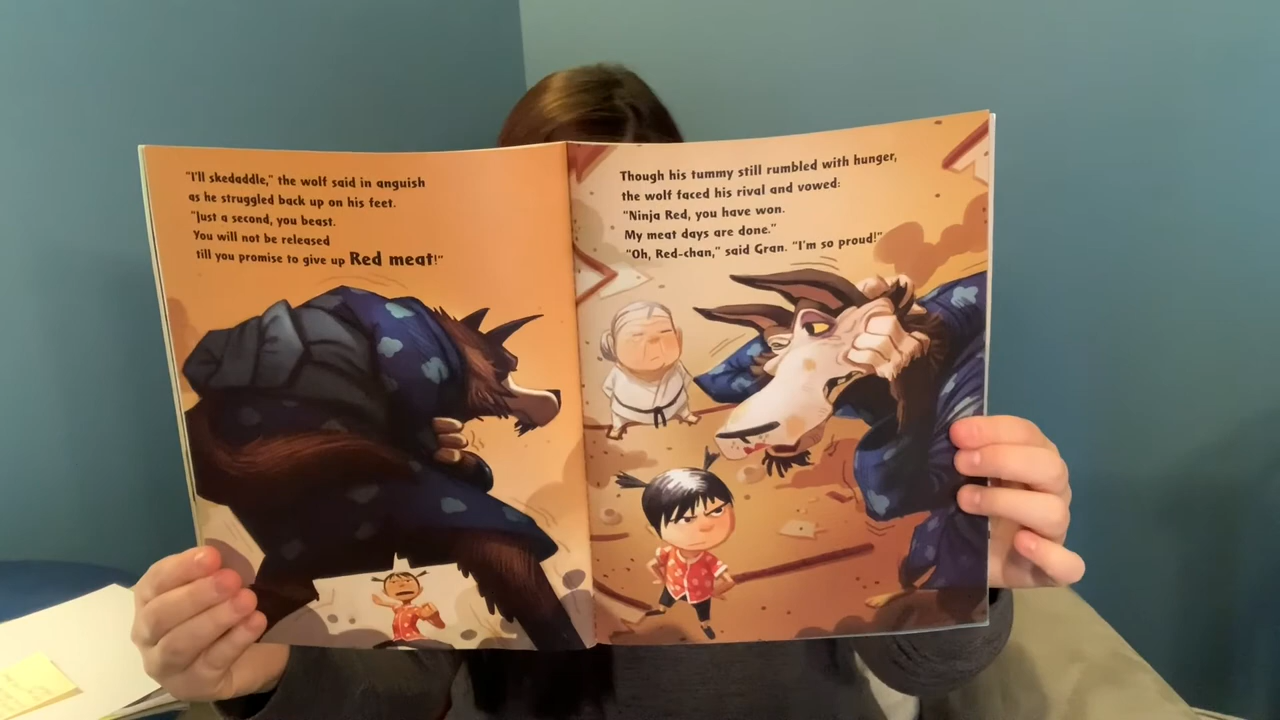 "I'll skedaddle," the wolf said in anguish
as he struggled back up on his feet.
"Just a second, you beast.
You will not be released
till you promise to give up Red meat!"
Though his tummy still rumbled with hunger,
the wolf faced his rival and vowed:
"Ninja Red, you have won.
My meat days are done."
"Oh, Red-chan," said Gran. "I'm so proud!"